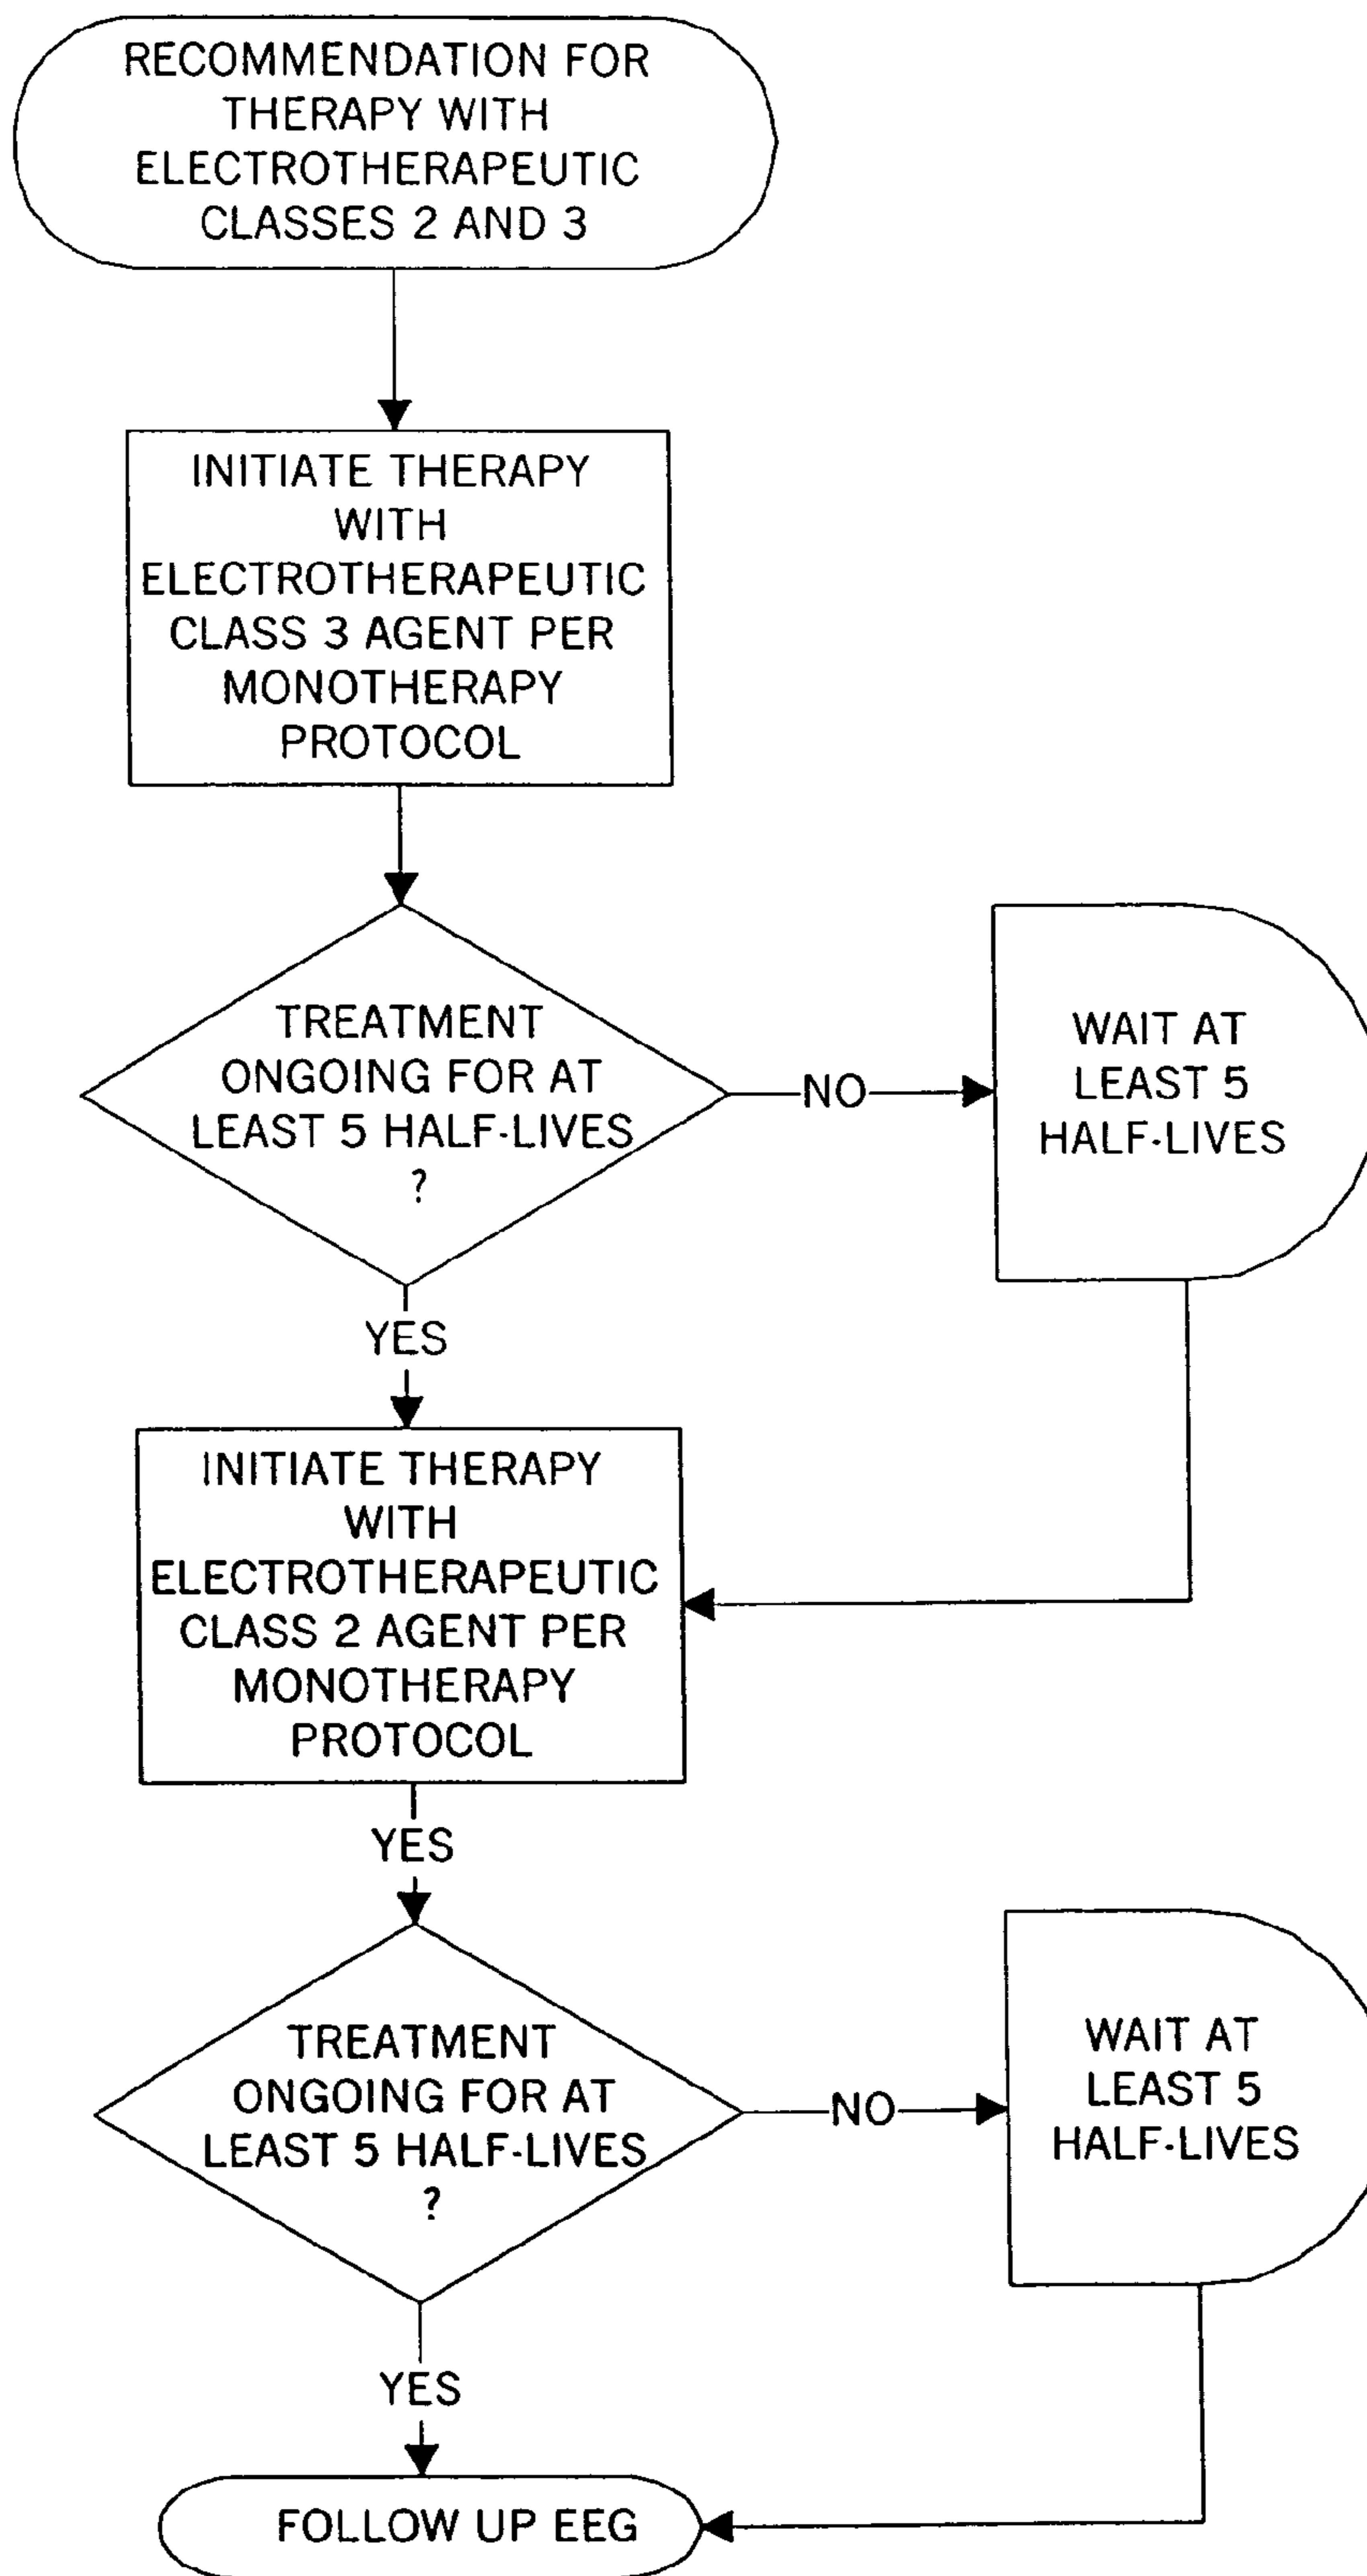 RECOMMENDATION FOR
THERAPY WITH
ELECTROTHERAPEUTIC
CLASSES 2 AND 3
INITIATE THERAPY
WITH
ELECTROTHERAPEUTIC
CLASS 3 AGENT PER
MONOTHERAPY
PROTOCOL
TREATMENT
ONGOING FOR AT
LEAST 5 HALF-LIVES
?
NO
WAIT AT
LEAST 5
HALF-LIVES
YES
INITIATE THERAPY
WITH
ELECTROTHERAPEUTIC
CLASS 2 AGENT PER
MONOTHERAPY
PROTOCOL
YES
TREATMENT
ONGOING FOR AT
LEAST 5 HALF-LIVES
?
NO
WAIT AT
LEAST 5
HALF-LIVES
YES
FOLLOW UP EEG